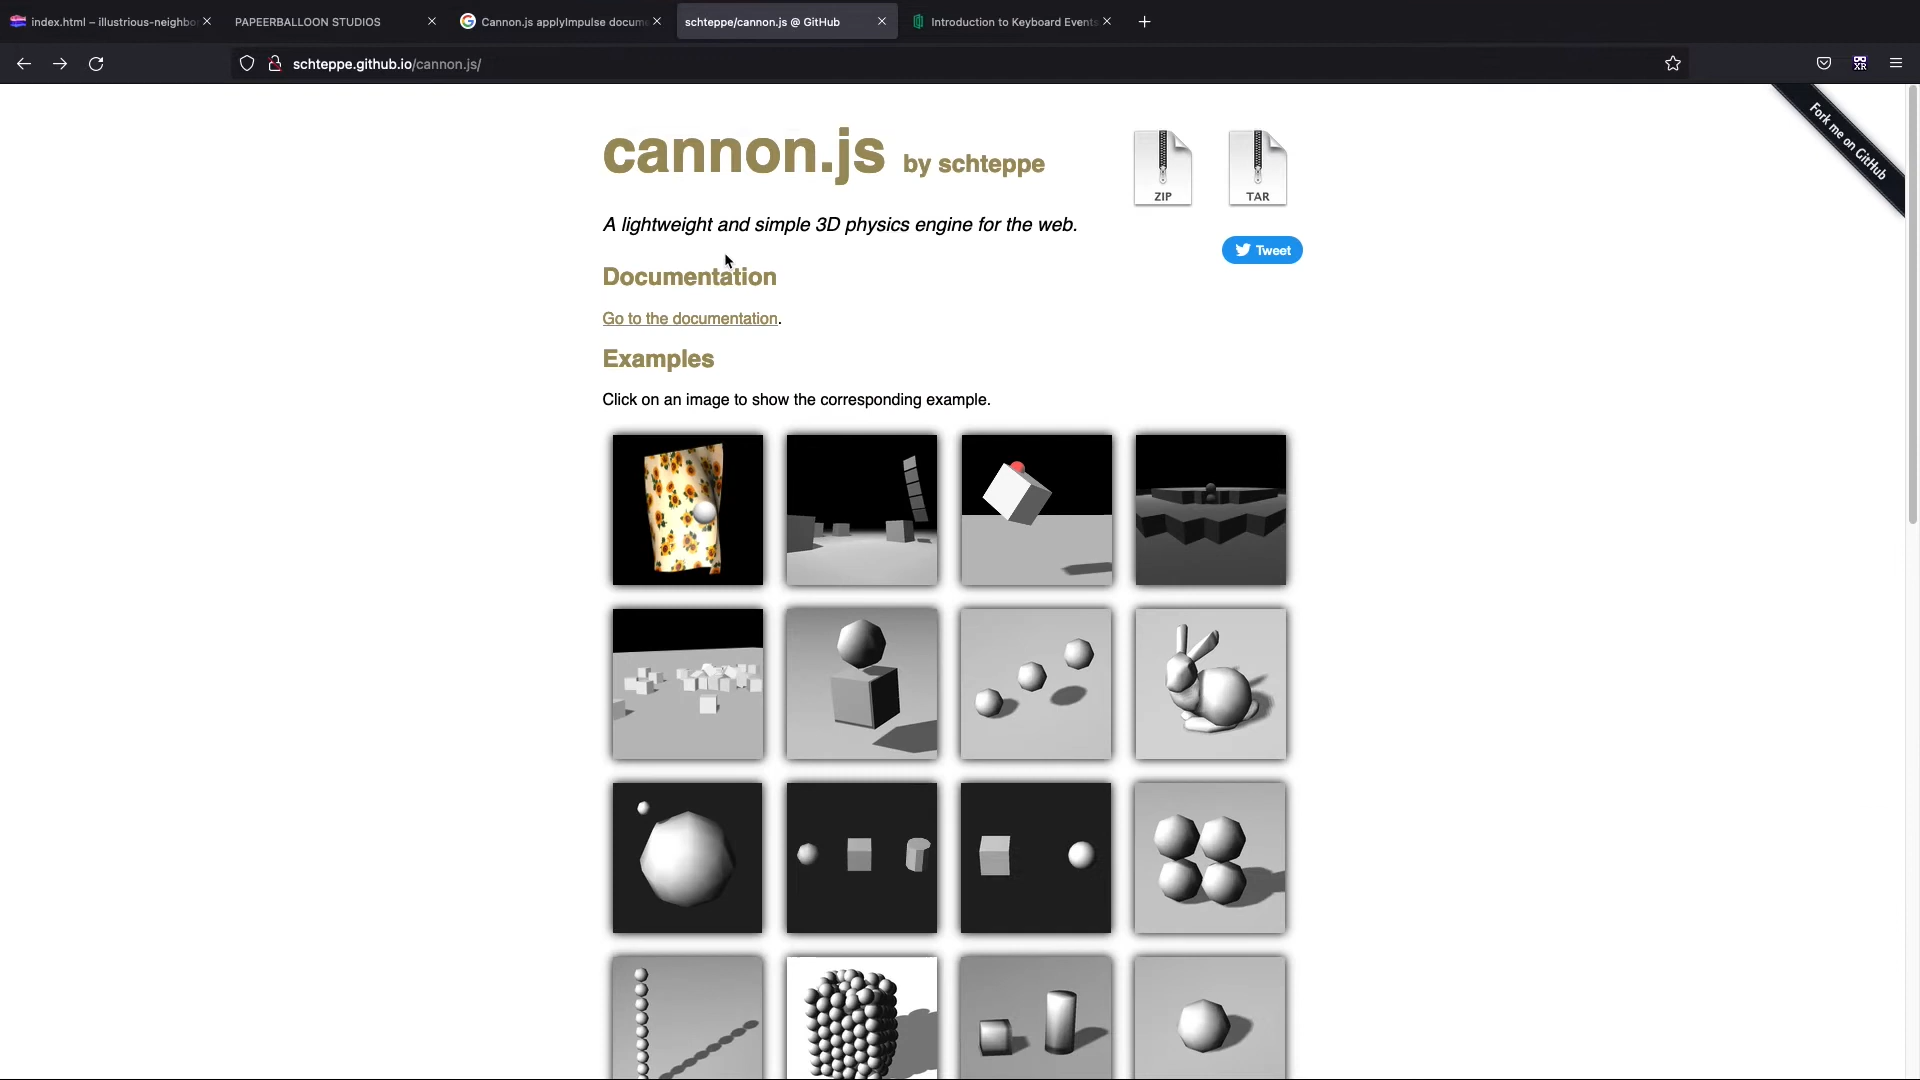 index.html – illustrious-neighbo
PAPEERBALLOON STUDIOS
Cannon.js applyImpulse docum
schteppe/cannon.js @ GitHub
Introduction to Keyboard Events
schteppe.github.io/cannon.js/
XR
Fork me on GitHub
cannon.js by schteppe
ZIP
TAR
A lightweight and simple 3D physics engine for the web.
Tweet
Documentation
Go to the documentation.
Examples
Click on an image to show the corresponding example.